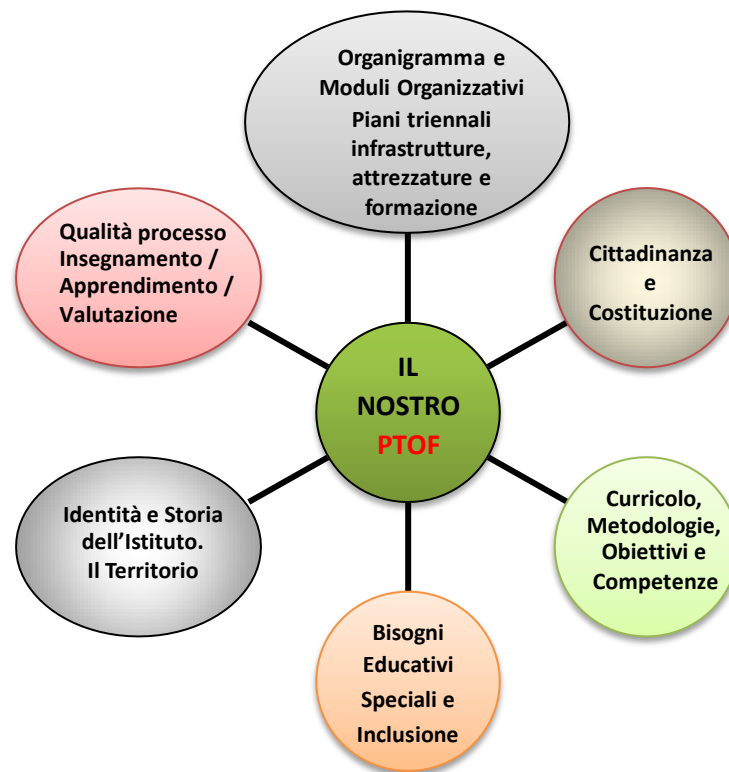 Organigramma e
Moduli Organizzativi
Piani triennali
infrastrutture,
attrezzature e
formazione
Qualità processo
Insegnamento /
Apprendimento /
Valutazione
Cittadinanza
e
Costituzione
IL
NOSTRO
PTOF
Identità e Storia
dell’Istituto.
Il Territorio
Curricolo,
Metodologie,
Obiettivi e
Competenze
Bisogni
Educativi
Speciali e
Inclusione